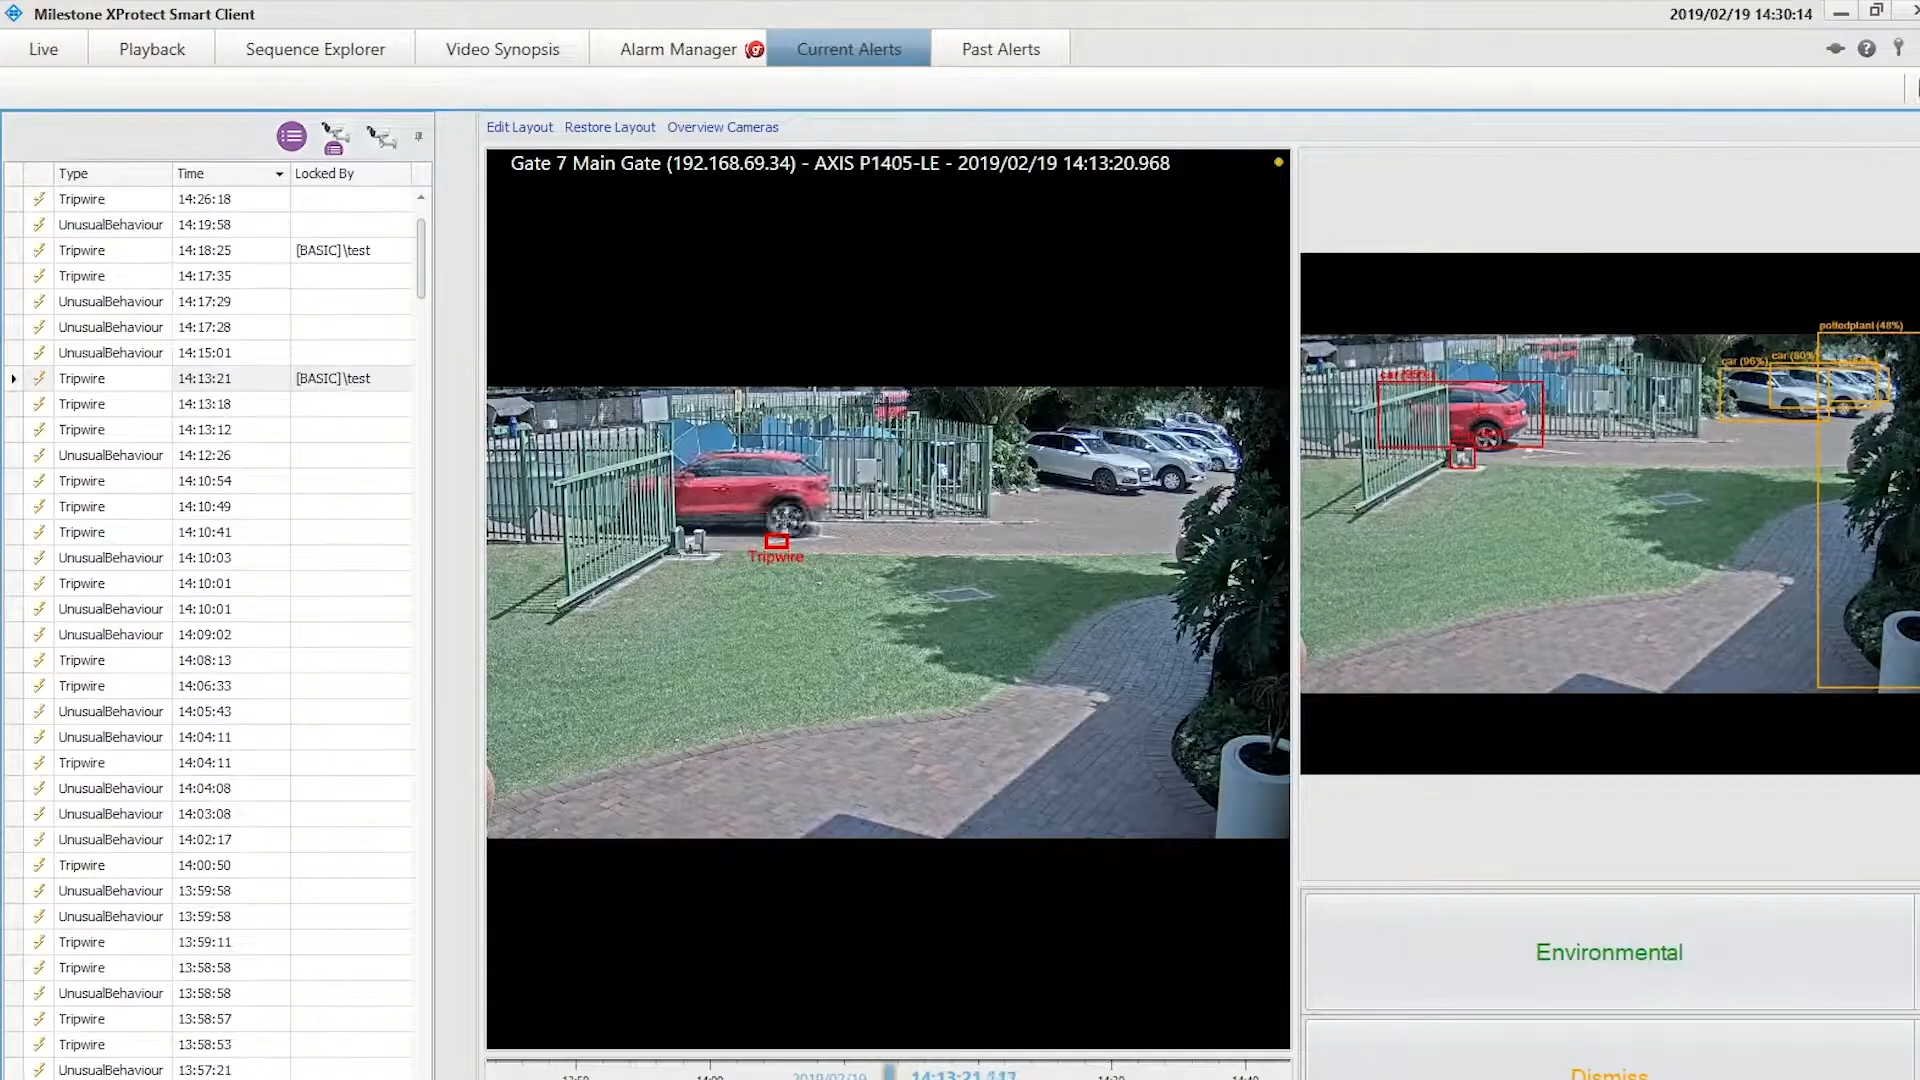 Milestone XProtect Smart Client
2019/02/19 14:30:14
Live
Playback
Sequence Explorer
Video Synopsis
Alarm Manager
Current Alerts
Past Alerts
Edit Layout Restore Layout Overview Cameras
Type Time Locked By
Tripwire 14:26:18
UnusualBehaviour 14:19:58
Tripwire 14:18:25 [BASIC]\test
Tripwire 14:17:35
UnusualBehaviour 14:17:29
UnusualBehaviour 14:17:28
UnusualBehaviour 14:15:01
Tripwire 14:13:21 [BASIC]\test
Tripwire 14:13:18
Tripwire 14:13:12
UnusualBehaviour 14:12:26
Tripwire 14:10:54
Tripwire 14:10:49
Tripwire 14:10:41
UnusualBehaviour 14:10:03
Tripwire 14:10:01
UnusualBehaviour 14:10:01
UnusualBehaviour 14:09:02
Tripwire 14:08:13
Tripwire 14:06:33
UnusualBehaviour 14:05:43
UnusualBehaviour 14:04:11
Tripwire 14:04:11
UnusualBehaviour 14:04:08
UnusualBehaviour 14:03:08
UnusualBehaviour 14:02:17
Tripwire 14:00:50
UnusualBehaviour 13:59:58
UnusualBehaviour 13:59:58
Tripwire 13:59:11
Tripwire 13:58:58
UnusualBehaviour 13:58:58
Tripwire 13:58:57
Tripwire 13:58:53
UnusualBehaviour 13:57:21
Gate 7 Main Gate (192.168.69.34) - AXIS P1405-LE - 2019/02/19 14:13:20.968
Tripwire
pottedplant (48%)
car (96%)
car (80%
Environmental
Dismiss
2019/02/19 14:13:21.117